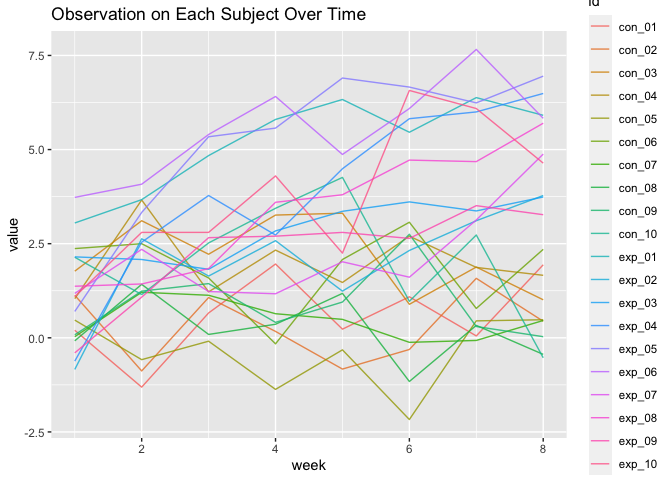 Observation on Each Subject Over Time
id
7.5
5.0
2.5
0.0
-2.5
value
2
4
6
8
week
con_01
con_02
con_03
con_04
con_05
con_06
con_07
con_08
con_09
con_10
exp_01
exp_02
exp_03
exp_04
exp_05
exp_06
exp_07
exp_08
exp_09
exp_10